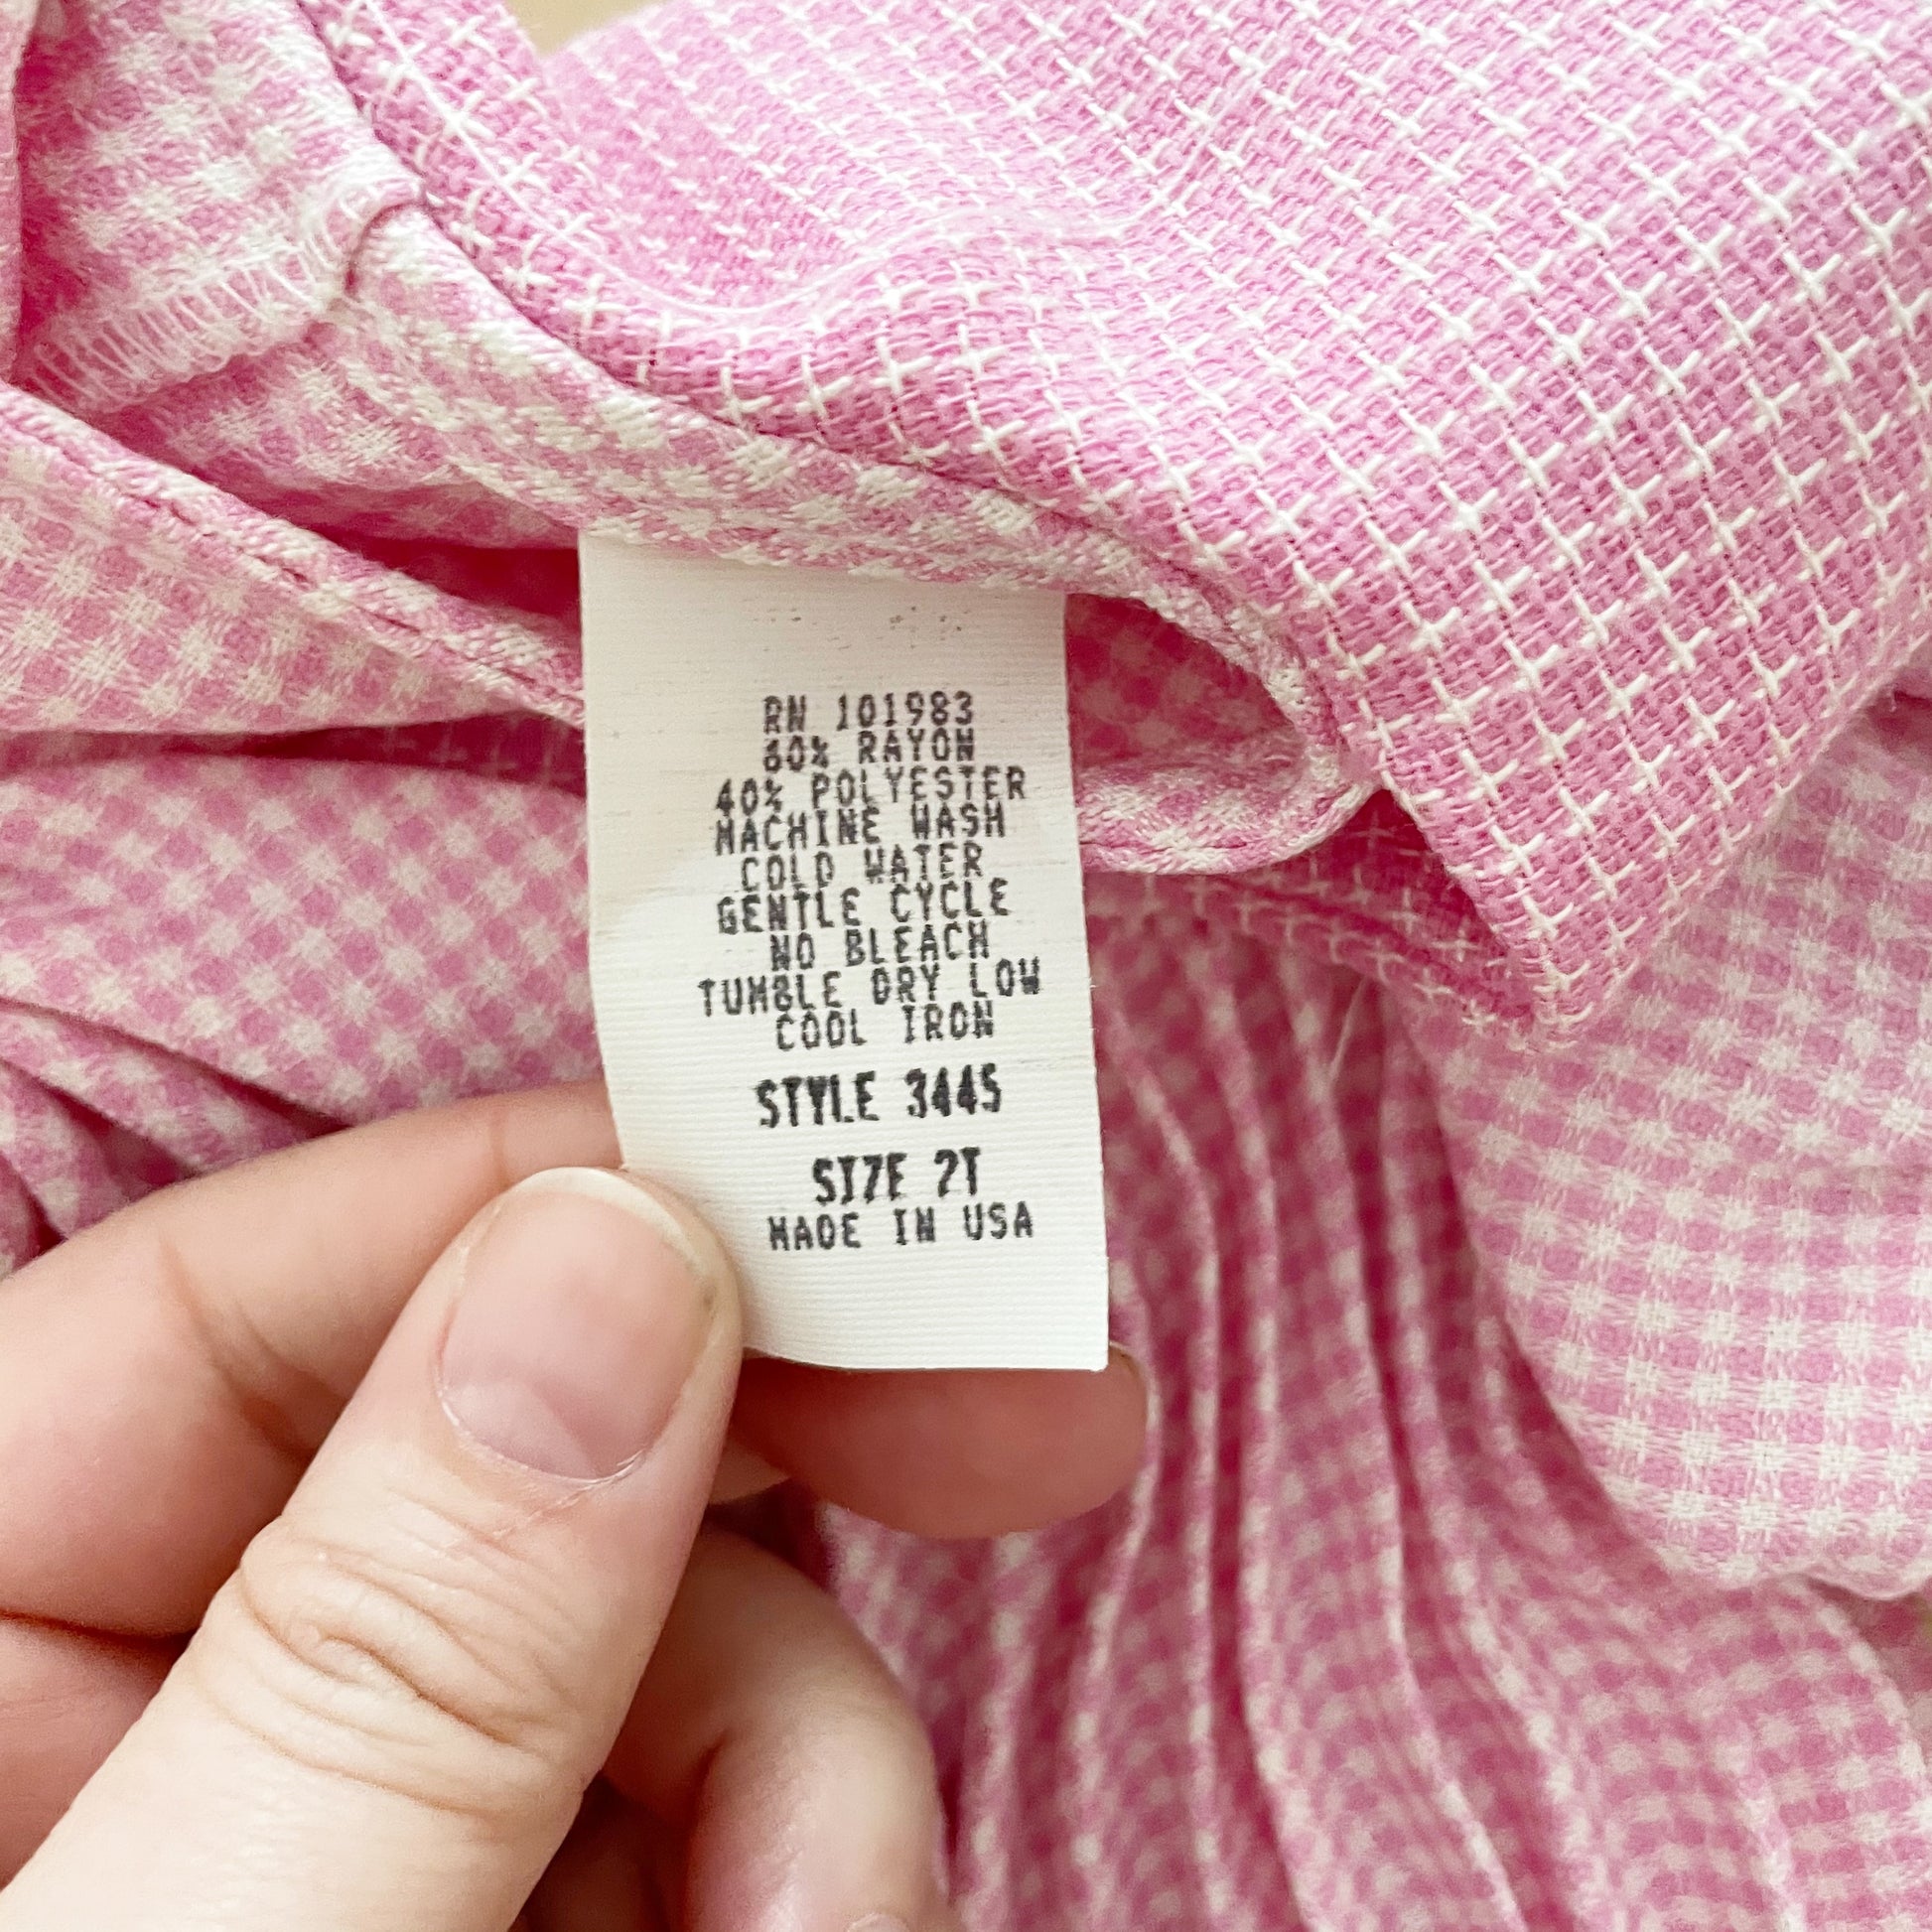 RN 101983
60% RAYON
40% POLYESTER
MACHINE WASH
COLD WATER
GENTLE CYCLE
NO BLEACH
TUMBLE DRY LOW
COOL IRON
STYLE 3445
SIZE 2T
MADE IN USA